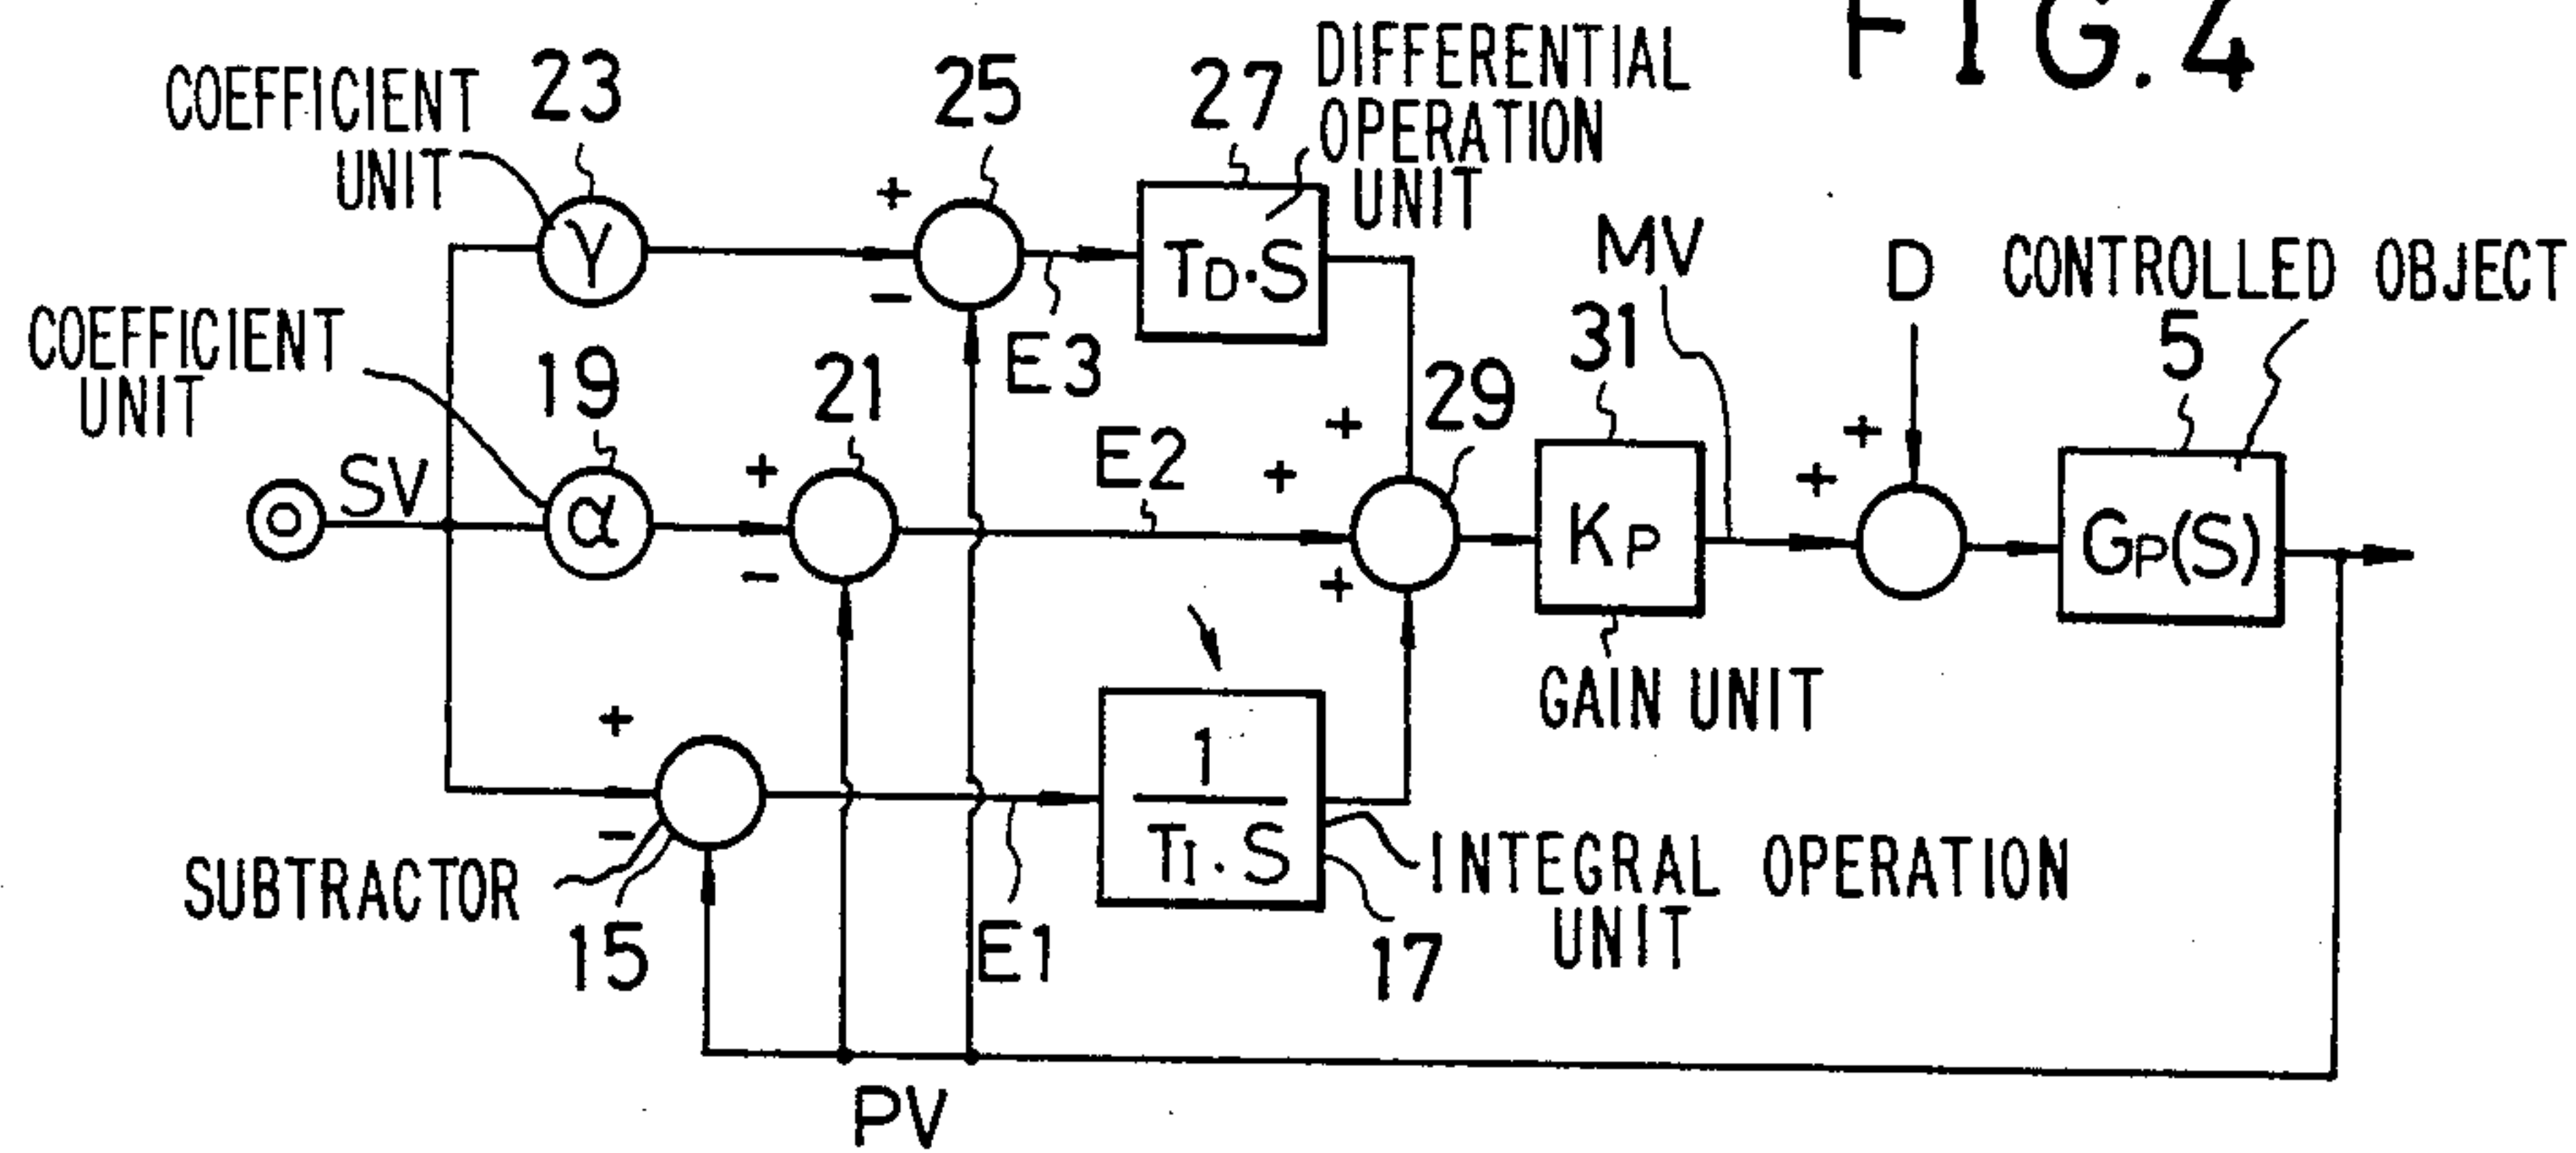 FIG. 4
COEFFICIENT
UNIT
23
25
27
DIFFERENTIAL
OPERATION
UNIT
+
−
γ
TD·S
E3
MV
D
CONTROLLED OBJECT
5
COEFFICIENT
UNIT
19
21
E2
29
31
SV
α
+
−
+
+
+
KP
+
+
GP(S)
GAIN UNIT
+
−
SUBTRACTOR
15
E1
1
TI·S
INTEGRAL OPERATION
UNIT
17
PV